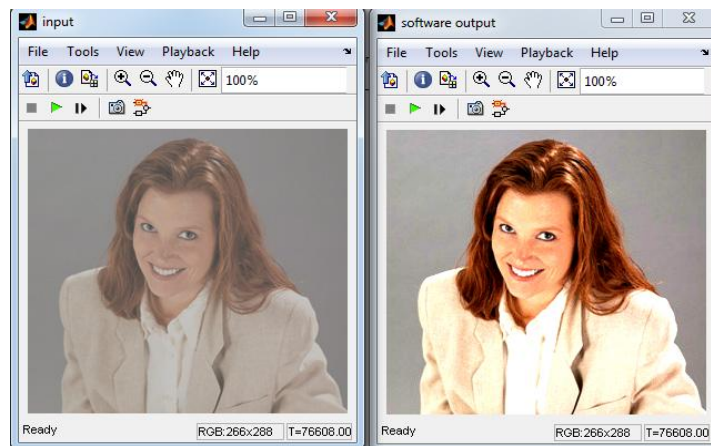 input
File Tools View Playback Help
100%
Ready
RGB:266x288 T=76608.00
software output
File Tools View Playback Help
100%
Ready
RGB:266x288 T=76608.00